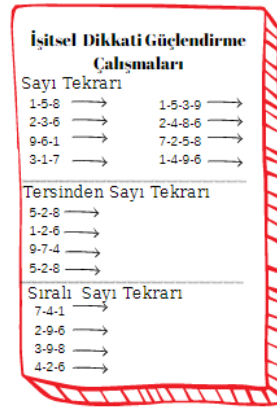 İşitsel Dikkati Güçlendirme
Çalışmaları
Sayı Tekrarı
1-5-8 → 1-5-3-9 →
2-3-6 → 2-4-8-6 →
9-6-1 → 7-2-5-8 →
3-1-7 → 1-4-9-6 →
Tersinden Sayı Tekrarı
5-2-8 →
1-2-6 →
9-7-4 →
5-2-8 →
Sıralı Sayı Tekrarı
7-4-1 →
2-9-6 →
3-9-8 →
4-2-6 →